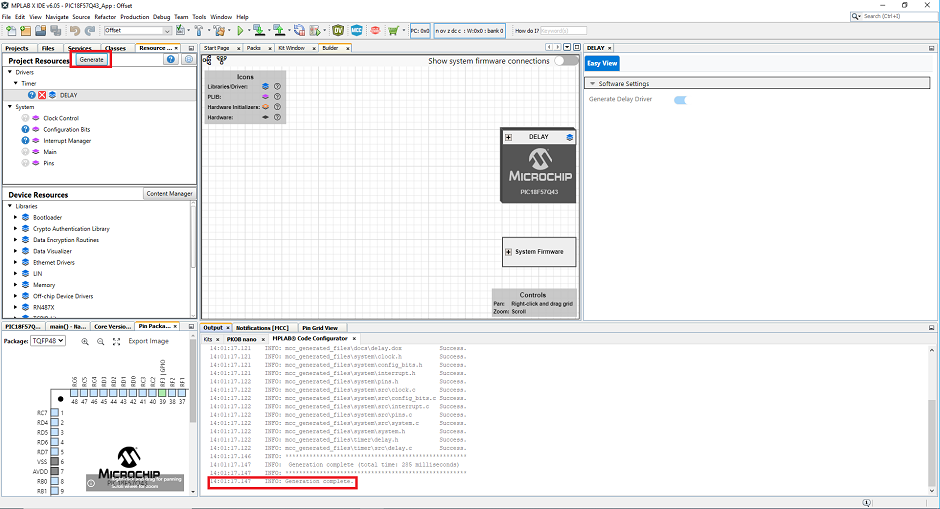 MPLAB X IDE v6.05 - PIC18F57Q43_App : Offset
File Edit View Navigate Source Refactor Production Debug Team Tools Window Help
Search (Ctrl+I)
Offset
DV
MCC
PC: 0x0
n ov z dc c : W:0x0 : bank 0
How do I?
Keyword(s)
Projects
Files
Services
Classes
Resource ...
Project Resources
Generate
Drivers
Timer
DELAY
System
Clock Control
Configuration Bits
Interrupt Manager
Main
Pins
Device Resources
Content Manager
Libraries
Bootloader
Crypto Authentication Library
Data Encryption Routines
Data Visualizer
Ethernet Drivers
LIN
Memory
Off-chip Device Drivers
RN487X
Start Page
Packs
Kit Window
Builder
Show system firmware connections
Icons
Libraries/Driver:
PLIB:
Hardware Initializers:
Hardware:
DELAY
MICROCHIP
PIC18F57Q43
System Firmware
Controls
Pan: Right-click and drag grid
Zoom: Scroll
DELAY
Easy View
Software Settings
Generate Delay Driver
PIC18F57Q...
main() - Na...
Core Versio...
Pin Packa...
Package: TQFP48
Export Image
RC6 RC5 RC4 RD3 RD2 RD1 RD0 RC3 RC2 RF3 | GPIO RF2 RF1
48 47 46 45 44 43 42 41 40 39 38 37
RC7 1
RD4 2
RD5 3
RD6 4
RD7 5
VSS 6
AVDD 7
RB0 8
RB1 9
MICROCHIP
for panning
Scroll wheel for zoom
Output
Notifications [MCC]
Pin Grid View
Kits
PKOB nano
MPLAB® Code Configurator
14:01:17.121 INFO: mcc_generated_files\docs\delay.dox Success.
14:01:17.121 INFO: mcc_generated_files\system\clock.h Success.
14:01:17.121 INFO: mcc_generated_files\system\config_bits.h Success.
14:01:17.121 INFO: mcc_generated_files\system\interrupt.h Success.
14:01:17.122 INFO: mcc_generated_files\system\pins.h Success.
14:01:17.122 INFO: mcc_generated_files\system\src\clock.c Success.
14:01:17.122 INFO: mcc_generated_files\system\src\config_bits.c Success.
14:01:17.122 INFO: mcc_generated_files\system\src\interrupt.c Success.
14:01:17.122 INFO: mcc_generated_files\system\src\pins.c Success.
14:01:17.122 INFO: mcc_generated_files\system\src\system.c Success.
14:01:17.122 INFO: mcc_generated_files\system\system.h Success.
14:01:17.122 INFO: mcc_generated_files\timer\delay.h Success.
14:01:17.122 INFO: mcc_generated_files\timer\src\delay.c Success.
14:01:17.146 INFO: **************************************************
14:01:17.147 INFO: Generation complete (total time: 285 milliseconds)
14:01:17.147 INFO: **************************************************
14:01:17.147 INFO: Generation complete.